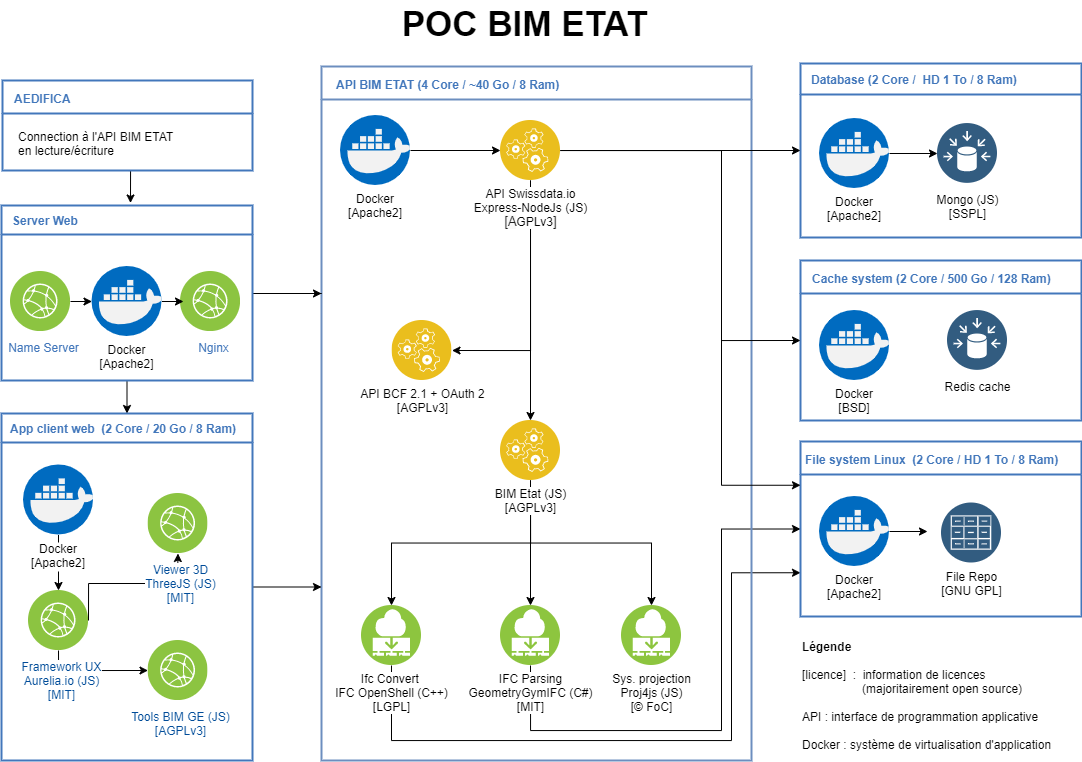 POC BIM ETAT
AEDIFICA
Connection à l'API BIM ETAT
en lecture/écriture
Server Web
Name Server
Docker
[Apache2]
Nginx
App client web (2 Core / 20 Go / 8 Ram)
Docker
[Apache2]
Viewer 3D
ThreeJS (JS)
[MIT]
Framework UX
Aurelia.io (JS)
[MIT]
Tools BIM GE (JS)
[AGPLv3]
API BIM ETAT (4 Core / ~40 Go / 8 Ram)
Docker
[Apache2]
API Swissdata.io
Express-NodeJs (JS)
[AGPLv3]
API BCF 2.1 + OAuth 2
[AGPLv3]
BIM Etat (JS)
[AGPLv3]
Ifc Convert
IFC OpenShell (C++)
[LGPL]
IFC Parsing
GeometryGymIFC (C#)
[MIT]
Sys. projection
Proj4js (JS)
[© FoC]
Database (2 Core / HD 1 To / 8 Ram)
Docker
[Apache2]
Mongo (JS)
[SSPL]
Cache system (2 Core / 500 Go / 128 Ram)
Docker
[BSD]
Redis cache
File system Linux (2 Core / HD 1 To / 8 Ram)
Docker
[Apache2]
File Repo
[GNU GPL]
Légende
[licence] : information de licences
(majoritairement open source)
API : interface de programmation applicative
Docker : système de virtualisation d'application